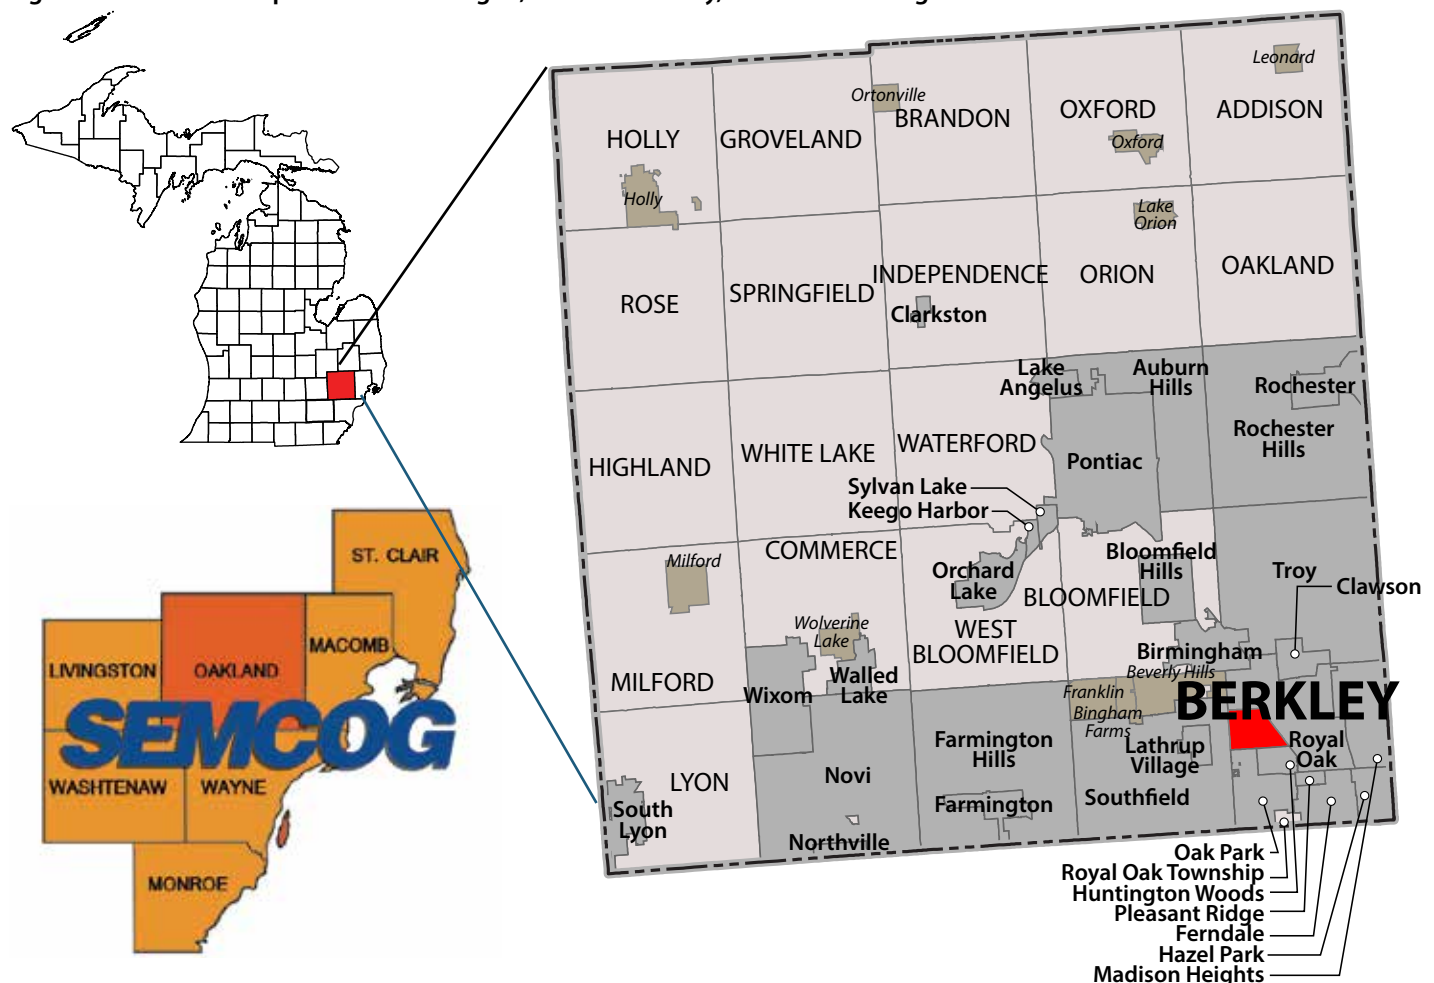 Leonard
Ortonville
OXFORD
ADDISON
BRANDON
HOLLY
GROVELAND
Oxford
Holly
Lake
Orion
INDEPENDENCE
ORION
OAKLAND
ROSE
SPRINGFIELD
Clarkston
Lake
Angelus
Auburn
Hills
Rochester
Rochester
Hills
HIGHLAND
WHITE LAKE
WATERFORD
Pontiac
Sylvan Lake
Keego Harbor
COMMERCE
Milford
Orchard
Lake
Bloomfield
Hills
Troy
Clawson
BLOOMFIELD
Wolverine
Lake
WEST
BLOOMFIELD
Birmingham
Beverly Hills
MILFORD
Wixom
Walled
Lake
Franklin
Bingham
Farms
BERKLEY
Royal
Oak
Lathrup
Village
Farmington
Hills
LYON
Novi
Southfield
Farmington
South
Lyon
Northville
Oak Park
Royal Oak Township
Huntington Woods
Pleasant Ridge
Ferndale
Hazel Park
Madison Heights
ST. CLAIR
MACOMB
LIVINGSTON
OAKLAND
SEMCOG
WASHTENAW
WAYNE
MONROE